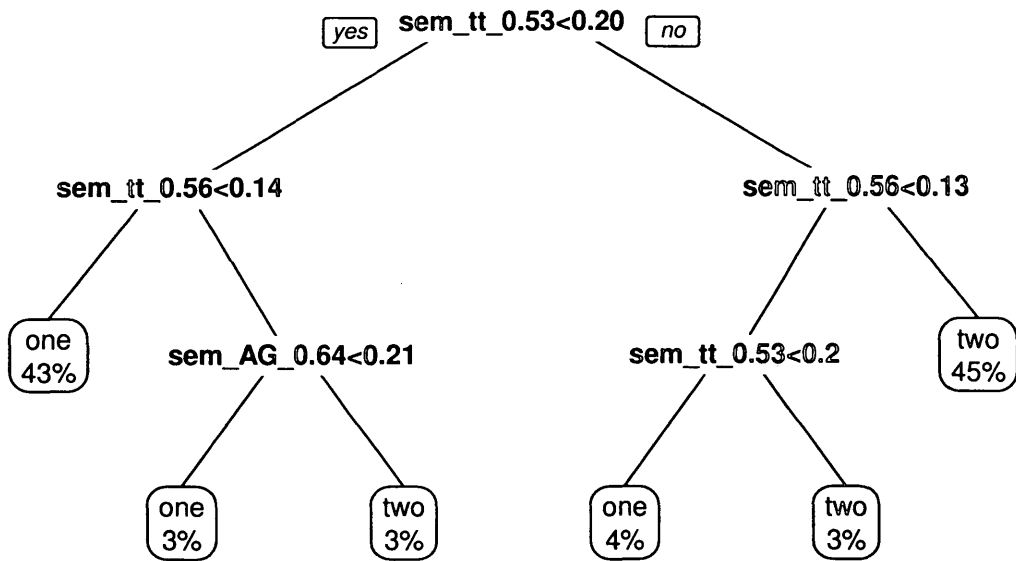 yes sem_tt_0.53<0.20 no
sem_tt_0.56<0.14 sem_tt_0.56<0.13
one
43%
sem_AG_0.64<0.21 sem_tt_0.53<0.2
two
45%
one two one two
3% 3% 4% 3%